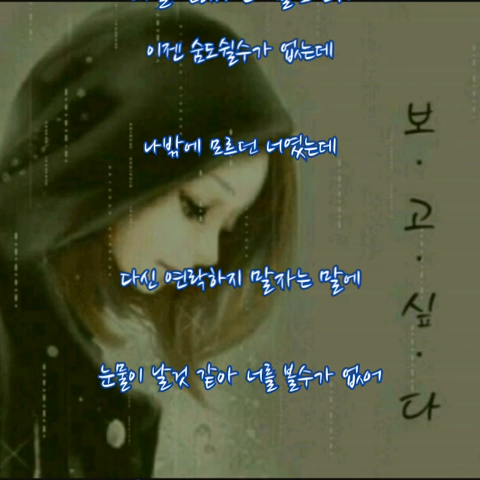 이젠 숨도쉴수가 없는데
나밖에 모르던 너였는데
다신 연락하지 말자는 말에
눈물이 날것 같아 너를 볼수가 없어
보·고·싶·다